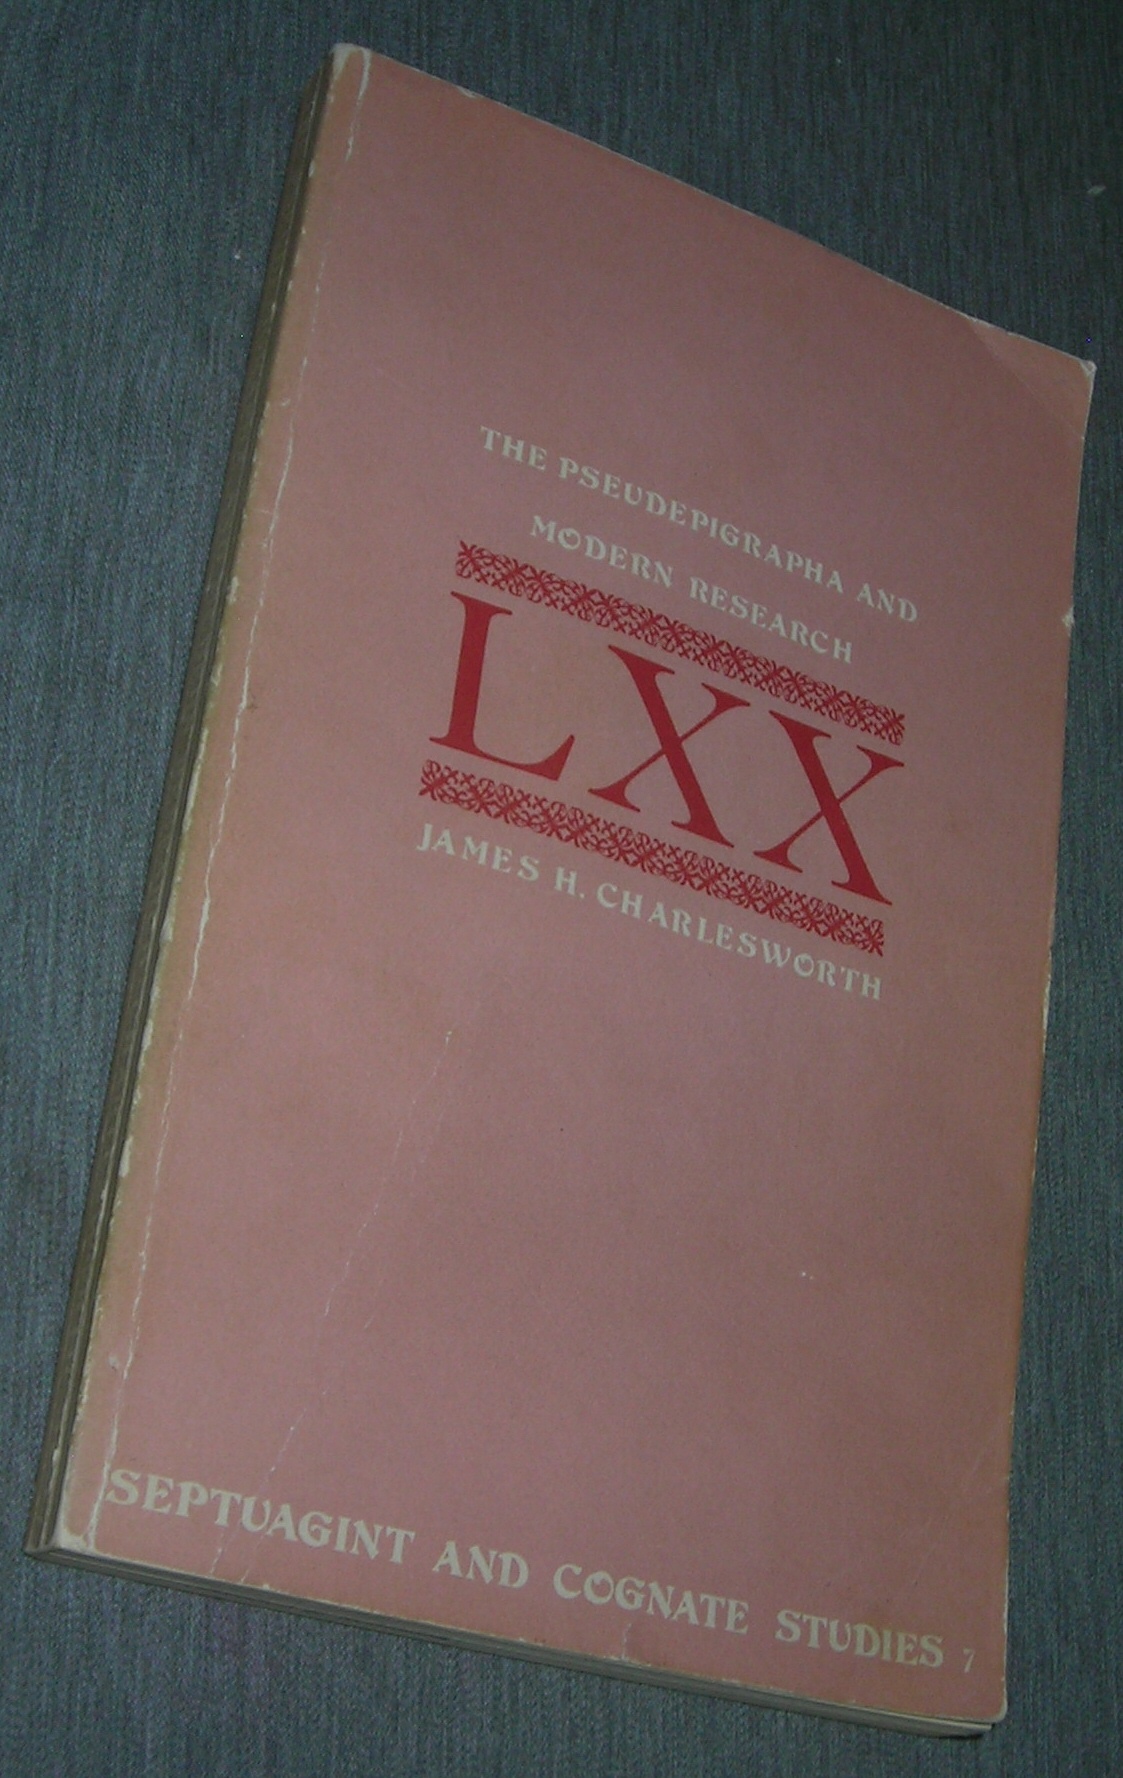 THE PSEUDEPIGRAPHA AND
MODERN RESEARCH
LXX
JAMES H. CHARLESWORTH
SEPTUAGINT AND COGNATE STUDIES 7